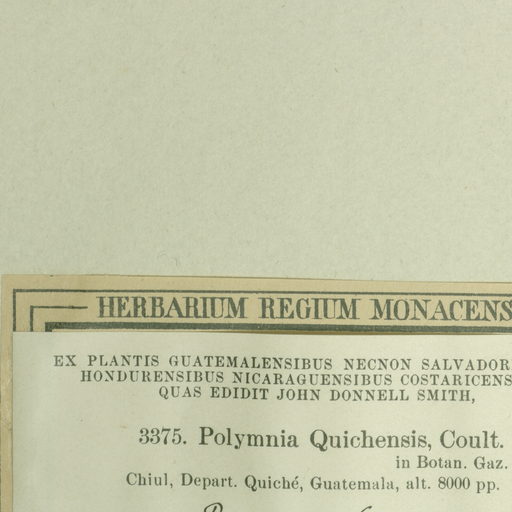 HERBARIUM REGIUM MONACENS
EX PLANTIS GUATEMALENSIBUS NECNON SALVADOR
HONDURENSIBUS NICARAGUENSIBUS COSTARICENS
QUAS EDIDIT JOHN DONNELL SMITH,
3375. Polymnia Quichensis, Coult.
in Botan. Gaz.
Chiul, Depart. Quiché, Guatemala, alt. 8000 pp.